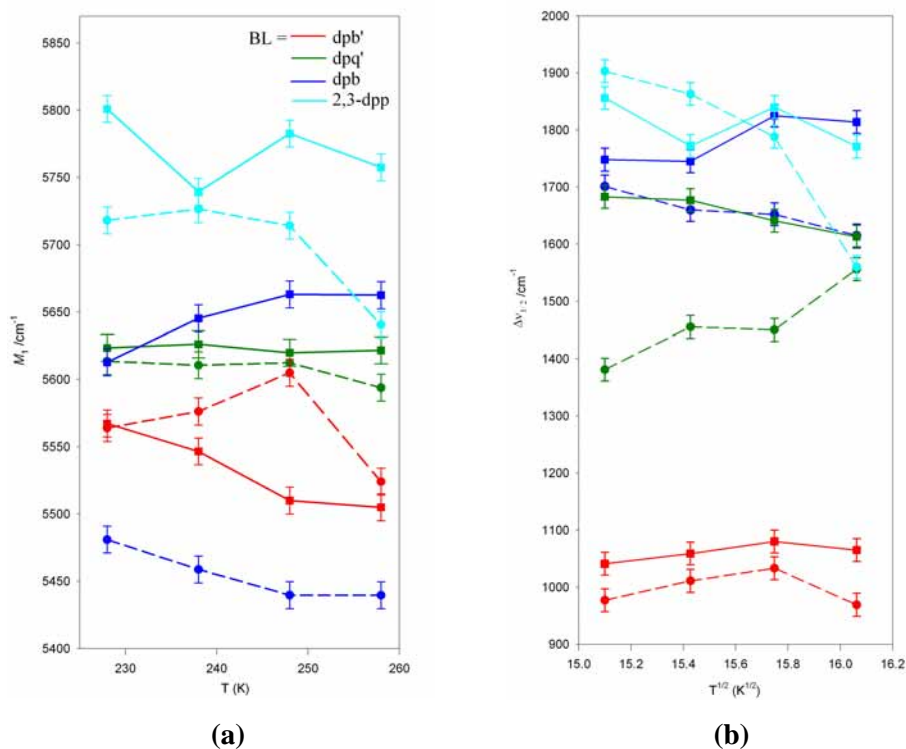 BL = dpb'
dpq'
dpb
2,3-dpp
M₁ /cm⁻¹
5850
5800
5750
5700
5650
5600
5550
5500
5450
5400
230 240 250 260
T (K)
(a)
Δν₁/₂ /cm⁻¹
2000
1900
1800
1700
1600
1500
1400
1300
1200
1100
1000
900
15.0 15.2 15.4 15.6 15.8 16.0 16.2
T¹/² (K¹/²)
(b)